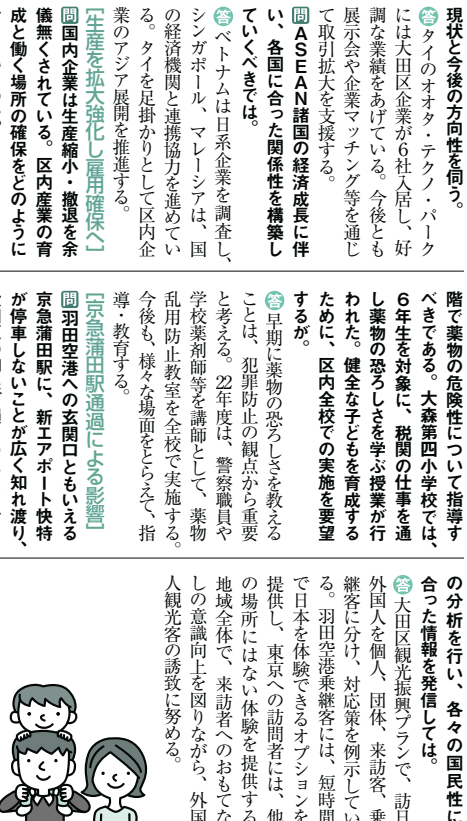 現状と今後の方向性を伺う。
答 タイのオオタ・テクノ・パーク
には大田区企業が6社入居し、好
調な業績をあげている。今後とも
展示会や企業マッチング等を通じ
て取引拡大を支援する。
問 ASEAN諸国の経済成長に伴
い、各国に合った関係性を構築し
ていくべきでは。
答 ベトナムは日系企業を調査し、
シンガポール、マレーシアは、国
の経済機関と連携協力を進めてい
る。タイを足掛かりとして区内企
業のアジア展開を推進する。
[生産を拡大強化し雇用確保へ]
問 国内企業は生産縮小・撤退を余
儀無くされている。区内産業の育
成と働く場所の確保をどのように
階で薬物の危険性について指導す
べきである。大森第四小学校では、
6年生を対象に、税関の仕事を通
し薬物の恐ろしさを学ぶ授業が行
われた。健全な子どもを育成する
ために、区内全校での実施を要望
するが。
答 早期に薬物の恐ろしさを教える
ことは、犯罪防止の観点から重要
と考える。22年度は、警察職員や
学校薬剤師等を講師として、薬物
乱用防止教室を全校で実施する。
今後も、様々な場面をとらえて、指
導・教育する。
[京急蒲田駅通過による影響]
問 羽田空港への玄関口ともいえる
京急蒲田駅に、新エアポート快特
が停車しないことが広く知れ渡り、
の分析を行い、各々の国民性に
合った情報を発信しては。
答 大田区観光振興プランで、訪日
外国人を個人、団体、来訪客、乗
継客に分け、対応策を例示してい
る。羽田空港乗継客には、短時間
で日本を体験できるオプションを
提供し、東京への訪問者には、他
の場所にはない体験を提供する
地域全体で、来訪者へのおもてな
しの意識向上を図りながら、外国
人観光客の誘致に努める。